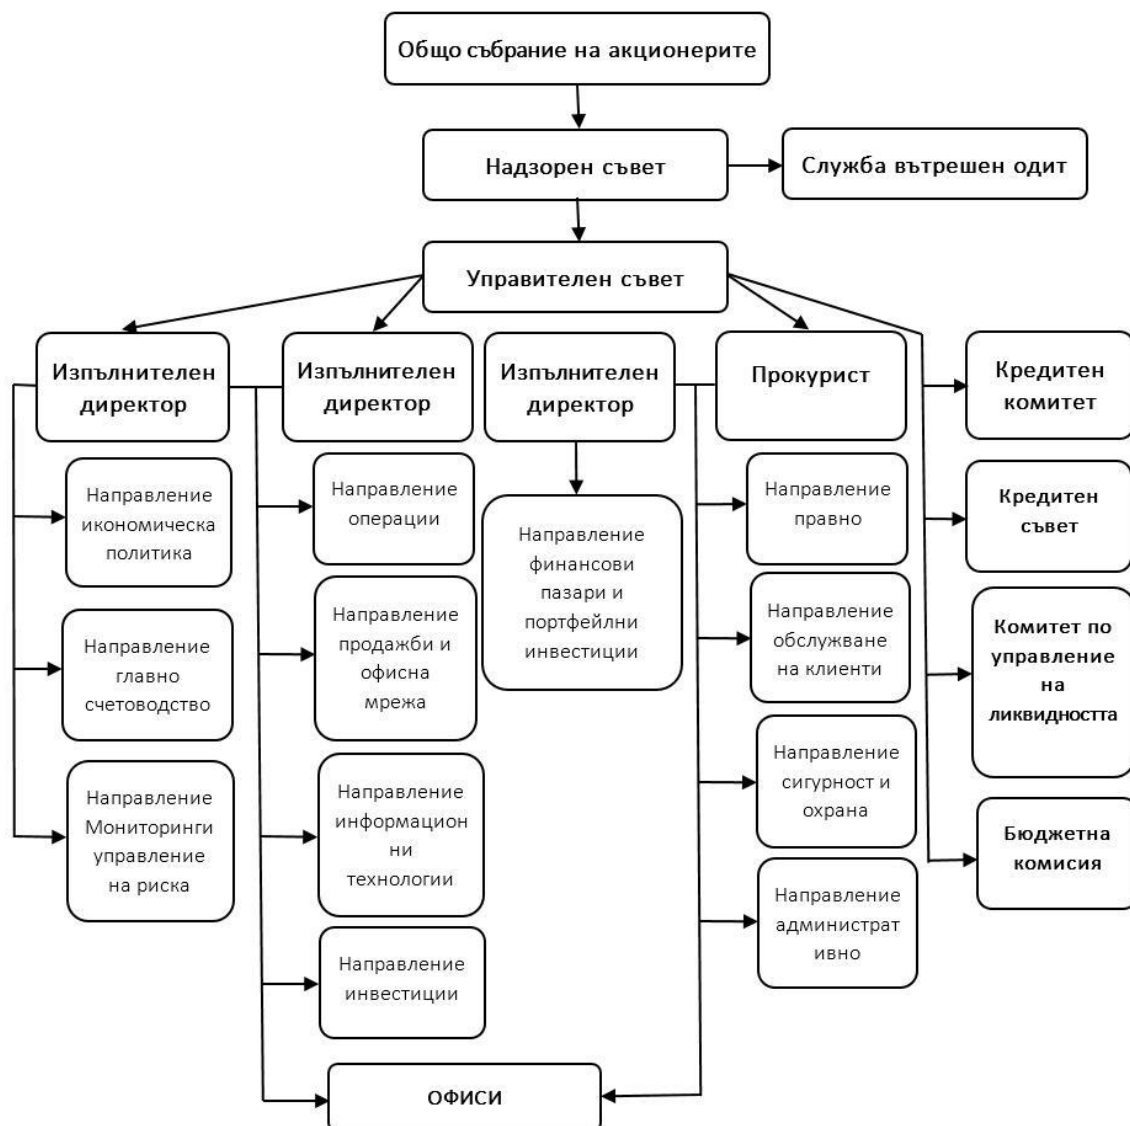 Общо събрание на акционерите
Надзорен съвет
Служба вътрешен одит
Управителен съвет
Изпълнителен
директор
Изпълнителен
директор
Изпълнителен
директор
Прокурист
Кредитен
комитет
Направление
икономическа
политика
Направление
главно
счетоводство
Направление
Мониторинги
управление
на риска
Направление
операции
Направление
продажби и
офисна
мрежа
Направление
информацион
ни
технологии
Направление
инвестиции
Направление
финансови
пазари и
портфейлни
инвестиции
Направление
правно
Направление
обслужване
на клиенти
Направление
сигурност и
охрана
Направление
администрат
ивно
Кредитен
съвет
Комитет по
управление
на
ликвидността
Бюджетна
комисия
ОФИСИ